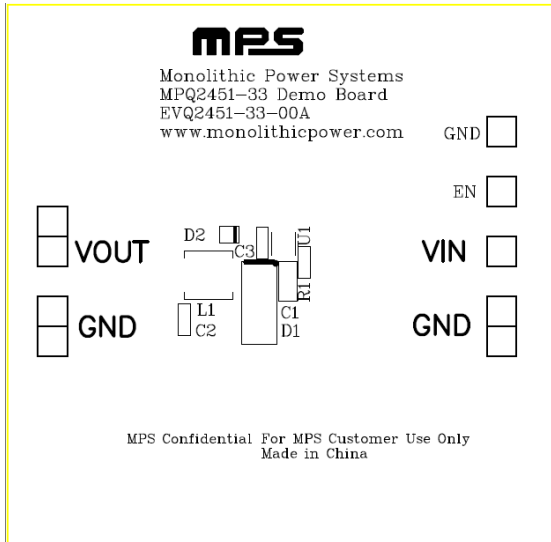 MPS
Monolithic Power Systems
MPQ2451-33 Demo Board
EVQ2451-33-00A
www.monolithicpower.com
GND
EN
VOUT
D2
C3
U1
VIN
R1
GND
L1
C2
C1
D1
GND
MPS Confidential For MPS Customer Use Only
Made in China